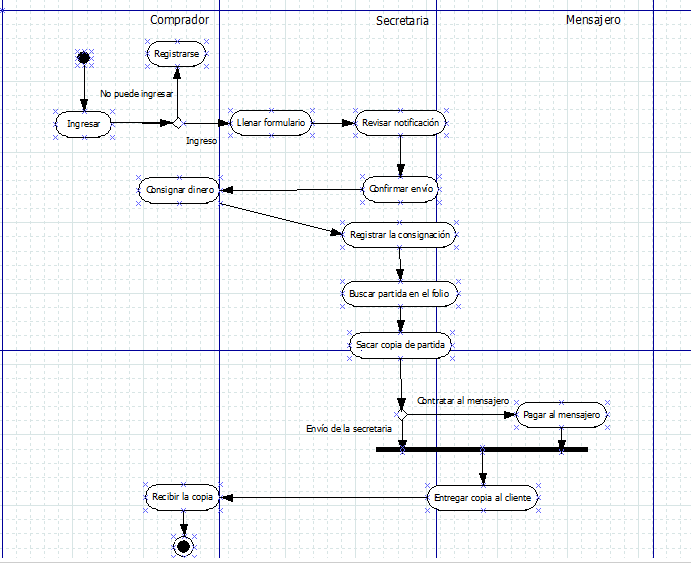 Comprador
Secretaria
Mensajero
Registrarse
No puede ingresar
Ingresar
Ingreso
Llenar formulario
Revisar notificación
Consignar dinero
Confirmar envío
Registrar la consignación
Buscar partida en el folio
Sacar copia de partida
Contratar al mensajero
Pagar al mensajero
Envío de la secretaria
Recibir la copia
Entregar copia al cliente